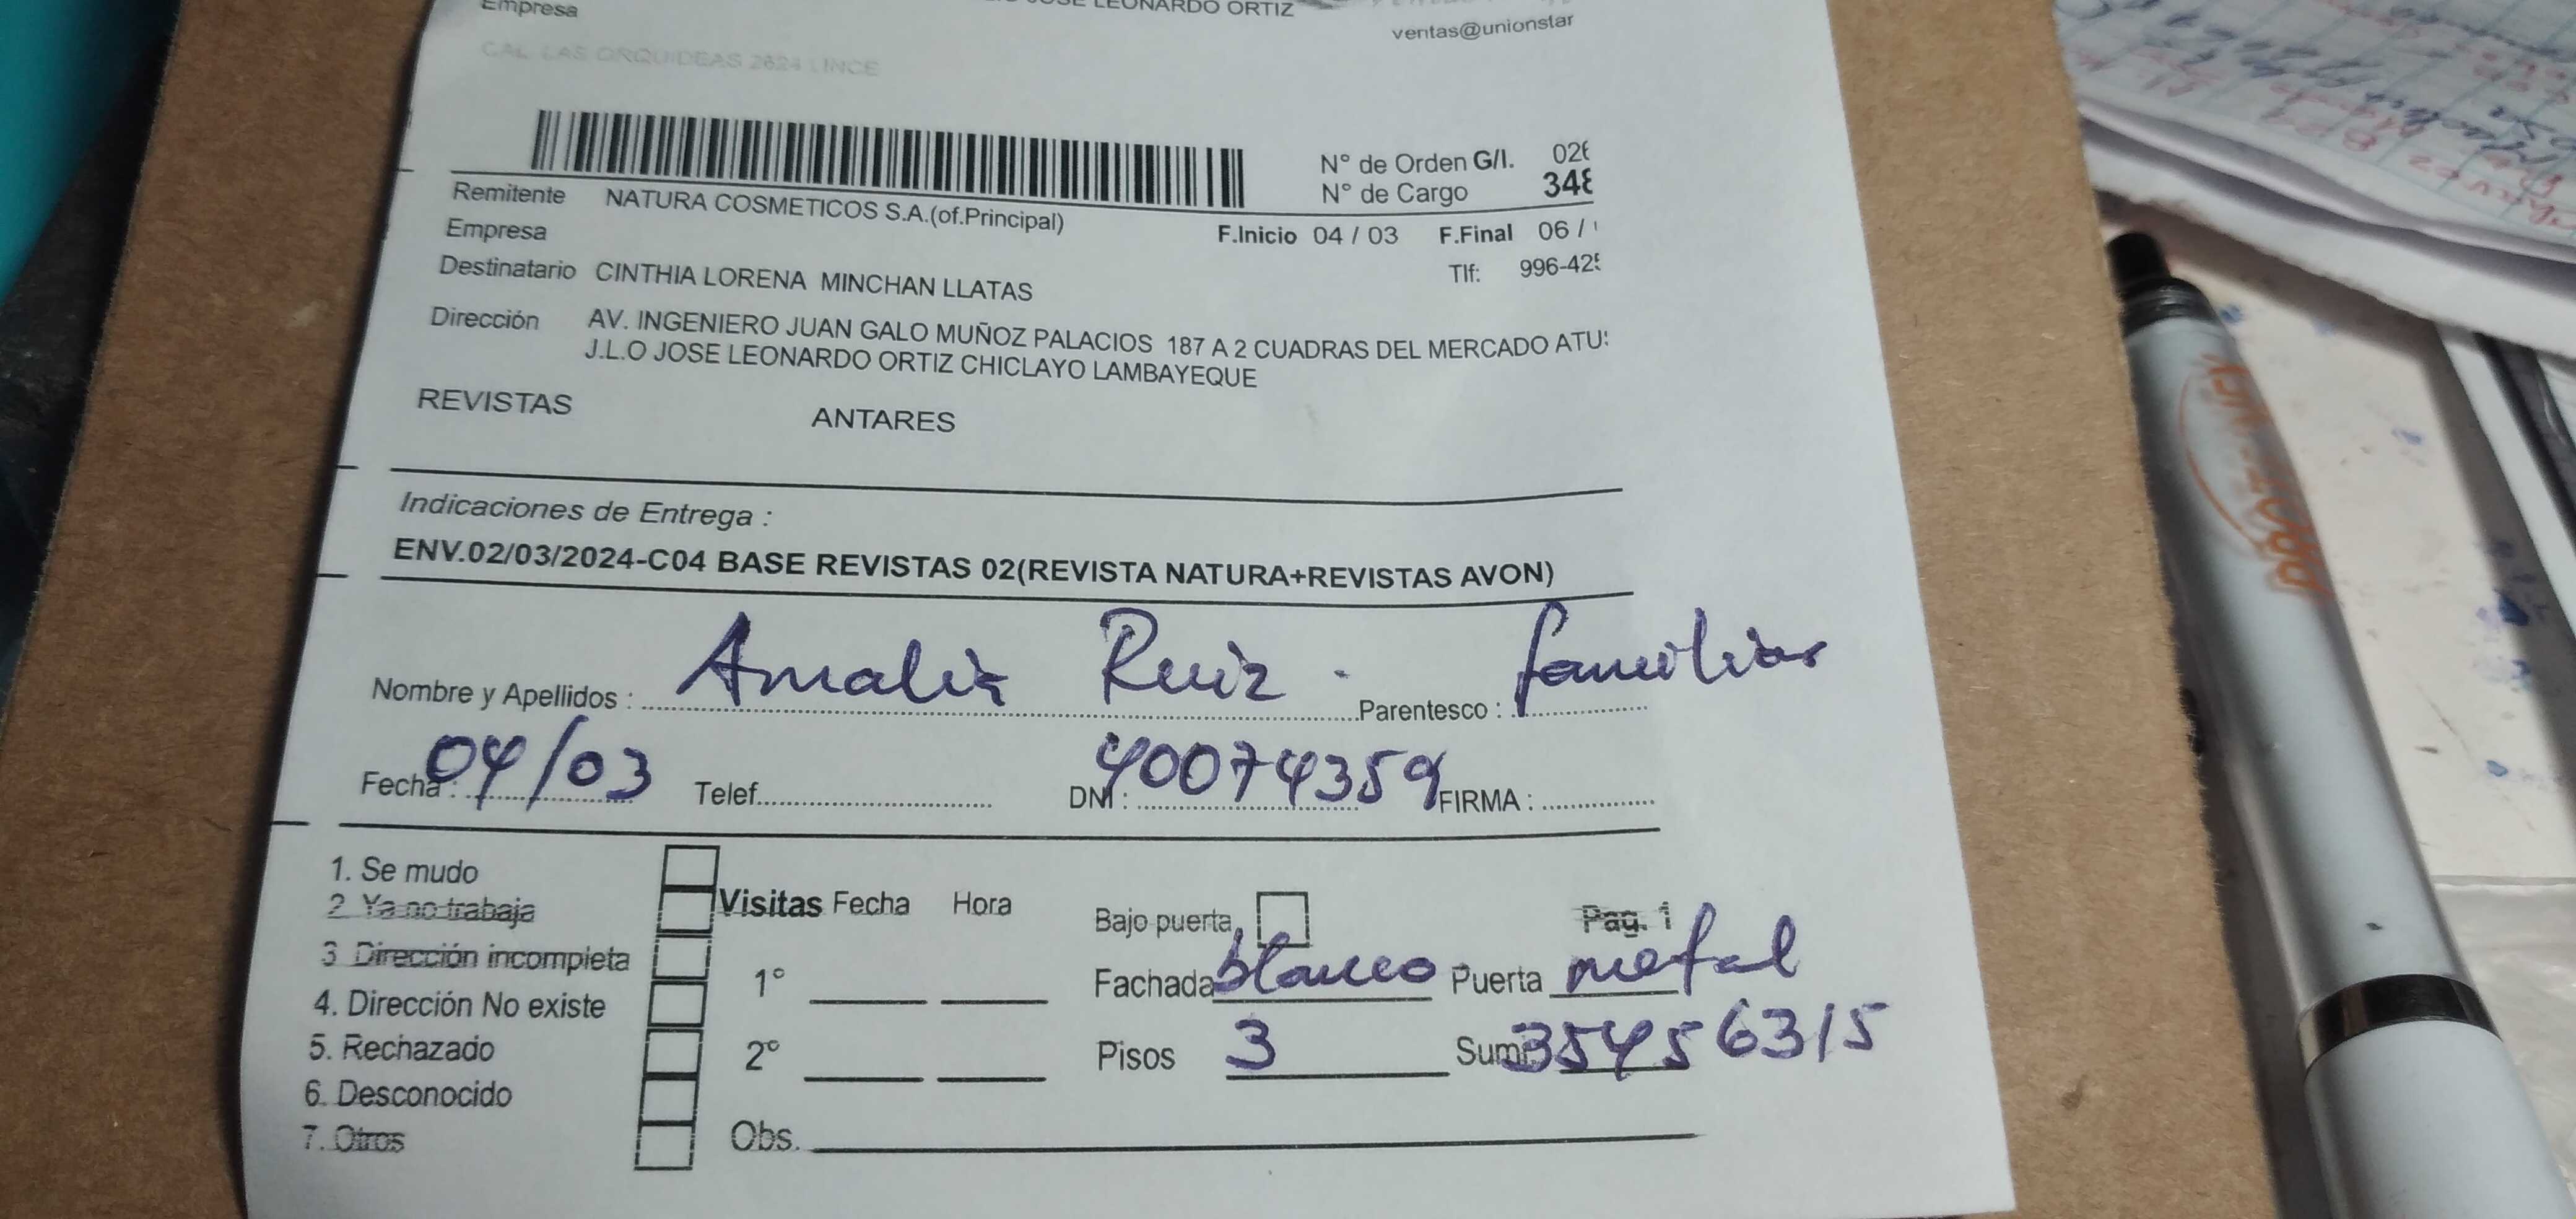 Empresa
JOSE LEONARDO ORTIZ
ventas@unionstar
CAL LAS ORQUIDEAS 2624 LINCE
N° de Orden G/I. 026
N° de Cargo 348
Remitente NATURA COSMETICOS S.A.(of.Principal)
Empresa
F.Inicio 04 / 03 F.Final 06 /
Destinatario CINTHIA LORENA MINCHAN LLATAS
Tlf: 996-425
Dirección AV. INGENIERO JUAN GALO MUÑOZ PALACIOS 187 A 2 CUADRAS DEL MERCADO ATU
J.L.O JOSE LEONARDO ORTIZ CHICLAYO LAMBAYEQUE
REVISTAS ANTARES
Indicaciones de Entrega :
ENV.02/03/2024-C04 BASE REVISTAS 02(REVISTA NATURA+REVISTAS AVON)
Nombre y Apellidos : Amalia Ruiz . Parentesco : familiar
Fecha : 04/03 Telef. DNI : 40074359 FIRMA :
1. Se mudo
2. Ya no trabaja
3 Dirección incompleta
4. Dirección No existe
5. Rechazado
6. Desconocido
7. Otros
Visitas Fecha Hora
1°
2°
Obs.
Bajo puerta Pag. 1
Fachada blanco Puerta metal
Pisos 3 Sumi 35456315